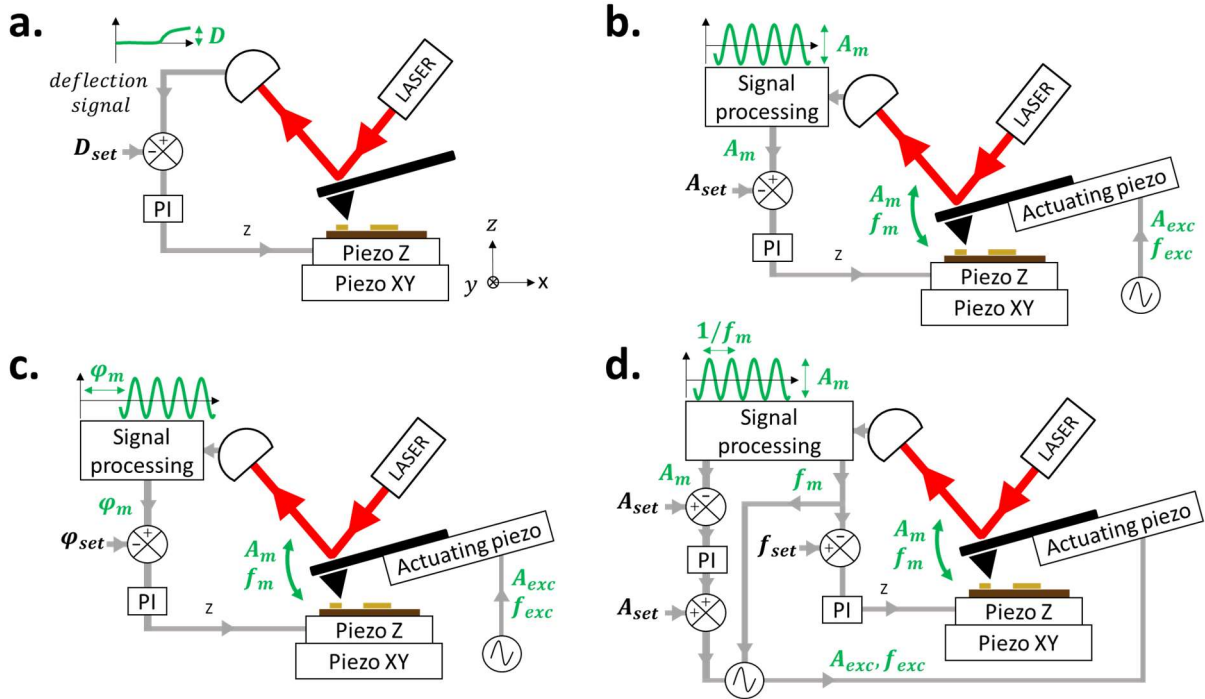 a.
D
deflection
signal
LASER
D_set
+
-
PI
z
Piezo Z
Piezo XY
z
y
x
b.
A_m
Signal
processing
LASER
A_m
A_set
+
-
A_m
f_m
Actuating piezo
A_exc
f_exc
PI
z
Piezo Z
Piezo XY
c.
φ_m
Signal
processing
LASER
φ_m
φ_set
+
-
A_m
f_m
Actuating piezo
A_exc
f_exc
PI
z
Piezo Z
Piezo XY
d.
1/f_m
A_m
Signal
processing
LASER
A_m
f_m
A_set
-
+
f_set
-
+
A_m
f_m
Actuating piezo
PI
PI
z
A_set
+
+
Piezo Z
Piezo XY
A_exc, f_exc